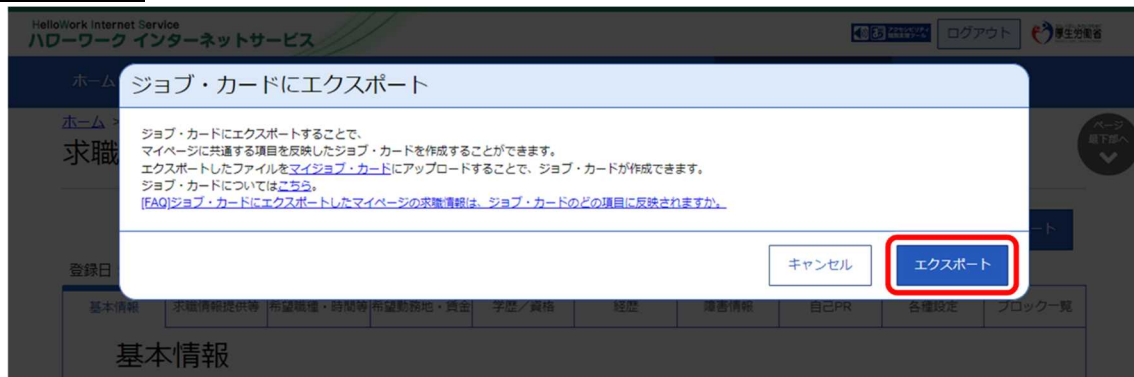 HelloWork Internet Service
ハローワーク インターネットサービス
ログアウト
厚生労働省
ホーム
ジョブ・カードにエクスポート
ホーム >
求職
ページ
最下部へ
ジョブ・カードにエクスポートすることで、
マイページに共通する項目を反映したジョブ・カードを作成することができます。
エクスポートしたファイルをマイジョブ・カードにアップロードすることで、ジョブ・カードが作成できます。
ジョブ・カードについてはこちら。
[FAQ]ジョブ・カードにエクスポートしたマイページの求職情報は、ジョブ・カードのどの項目に反映されますか。
ート
キャンセル
エクスポート
登録日
基本情報
求職情報提供等
希望職種・時間等
希望勤務地・賃金
学歴／資格
経歴
障害情報
自己PR
各種設定
ブロック一覧
基本情報